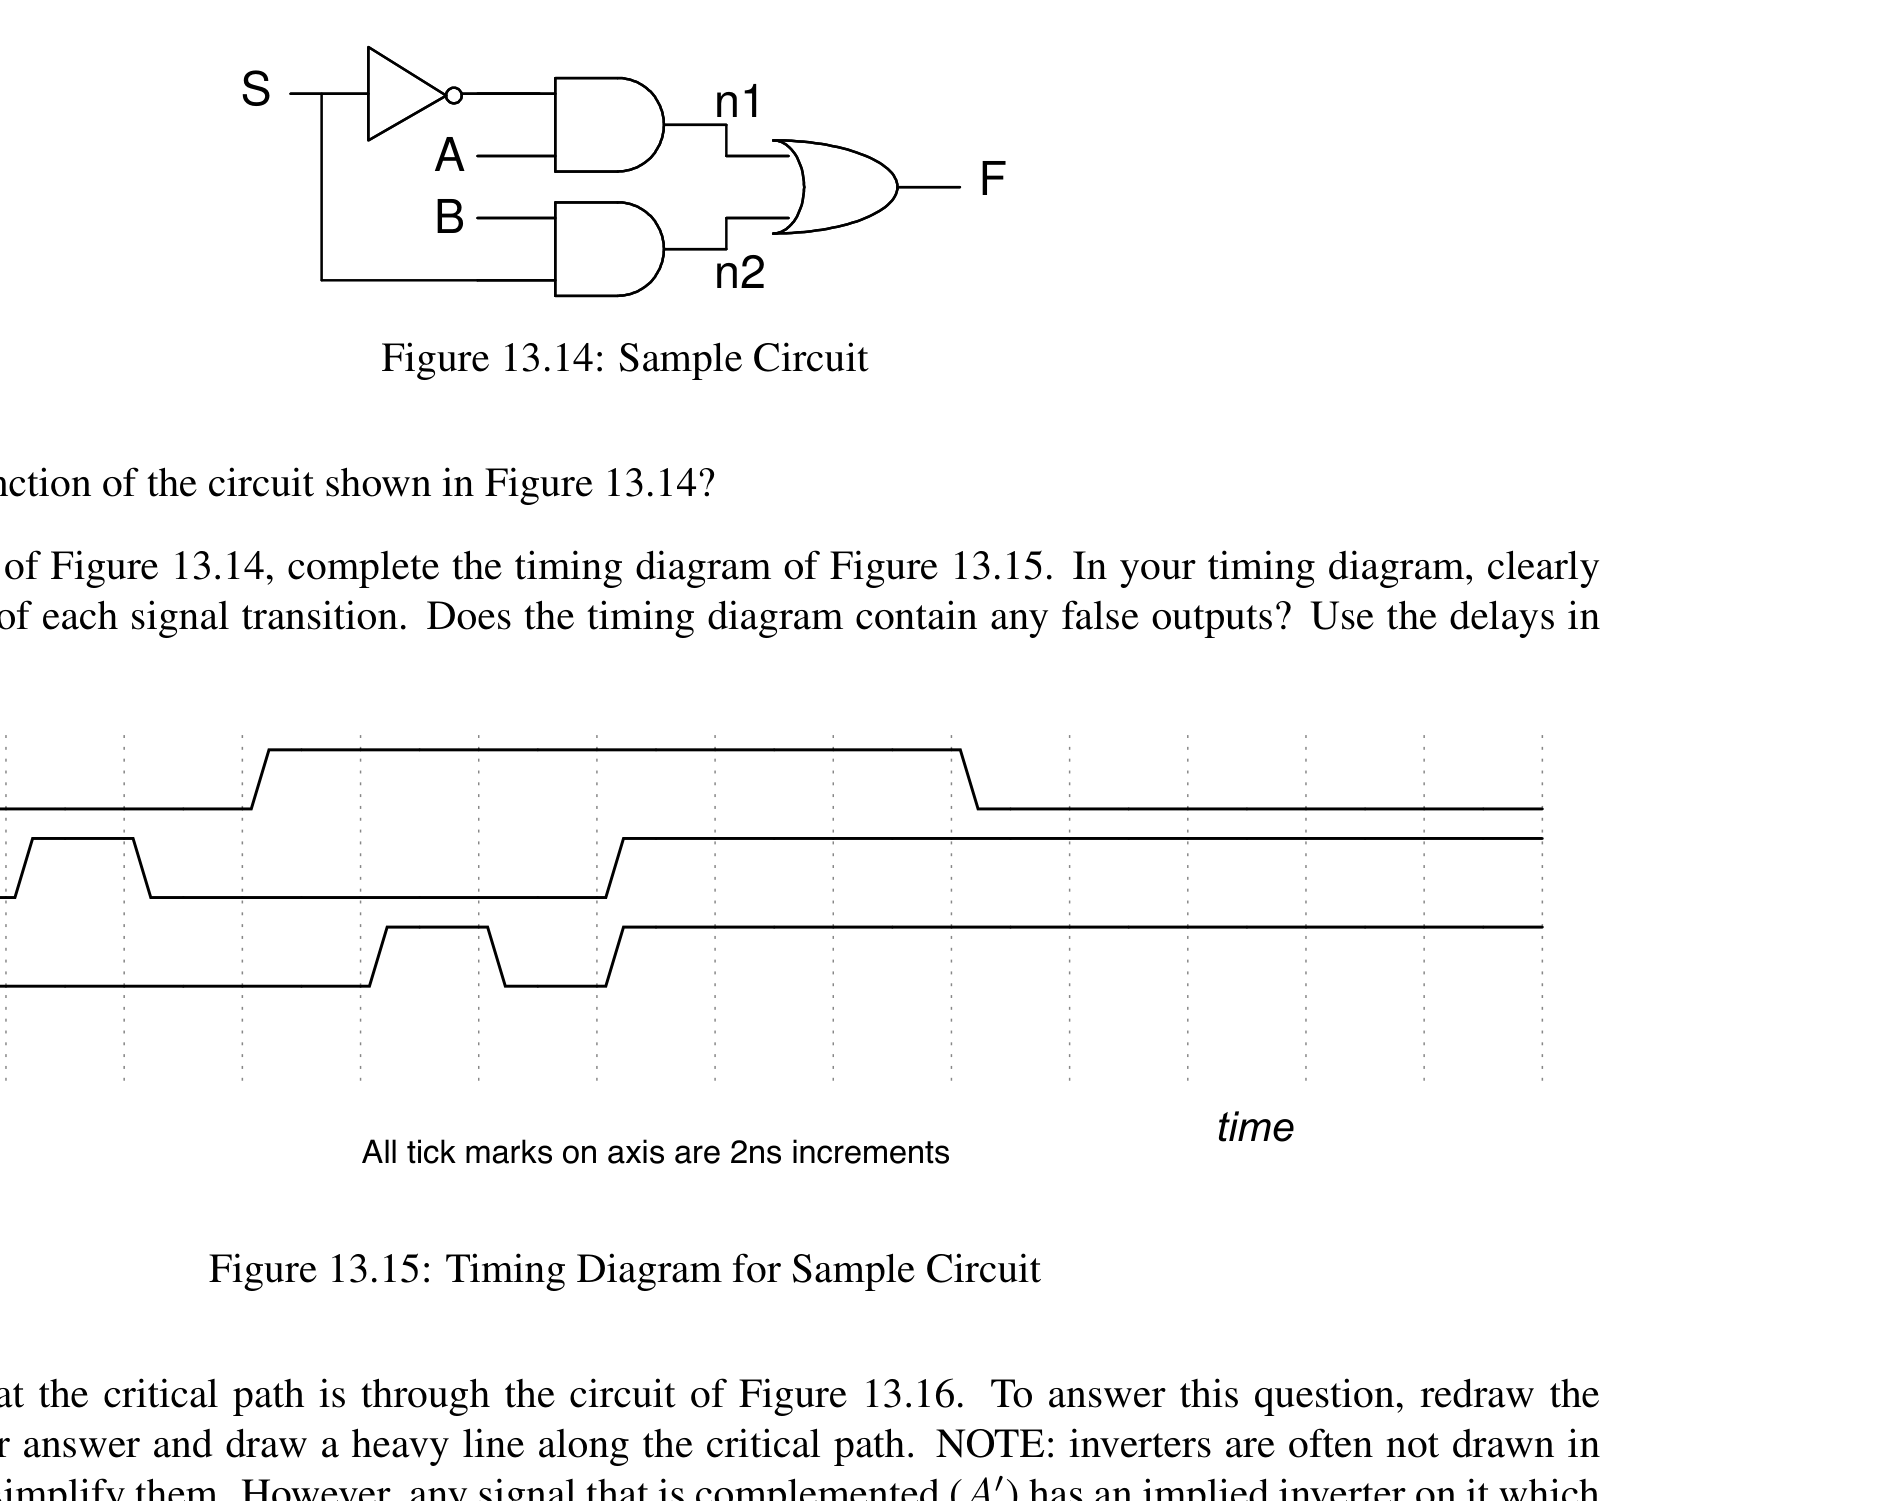 S
n1
A
F
B
n2
Figure 13.14: Sample Circuit
of the circuit shown in Figure 13.14?
of Figure 13.14, complete the timing diagram of Figure 13.15. In your timing diagram, clearly
of each signal transition. Does the timing diagram contain any false outputs? Use the delays in
time
All tick marks on axis are 2ns increments
Figure 13.15: Timing Diagram for Sample Circuit
at the critical path is through the circuit of Figure 13.16. To answer this question, redraw the
r answer and draw a heavy line along the critical path. NOTE: inverters are often not drawn in
simplify them. However, any signal that is complemented (A′) has an implied inverter on it which